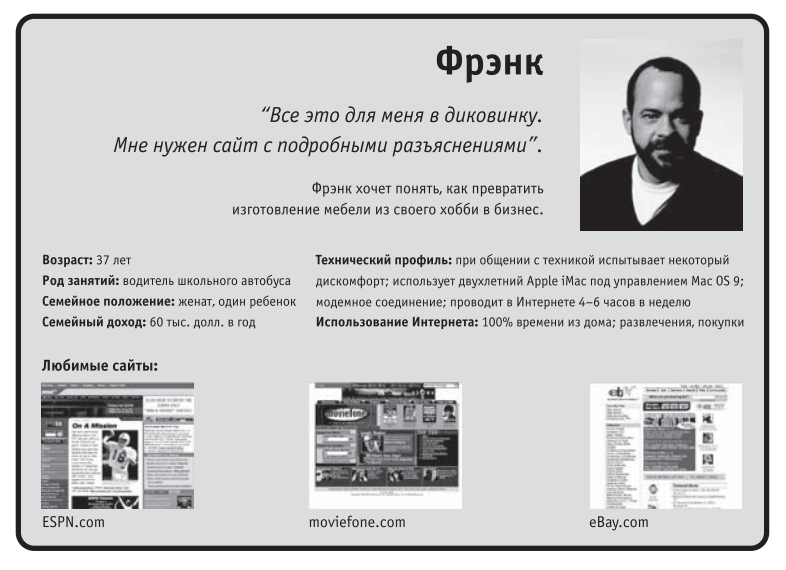 Фрэнк
“Все это для меня в диковинку.
Мне нужен сайт с подробными разъяснениями”.
Фрэнк хочет понять, как превратить
изготовление мебели из своего хобби в бизнес.
Возраст: 37 лет
Род занятий: водитель школьного автобуса
Семейное положение: женат, один ребенок
Семейный доход: 60 тыс. долл. в год
Технический профиль: при общении с техникой испытывает некоторый
дискомфорт; использует двухлетний Apple iMac под управлением Mac OS 9;
модемное соединение; проводит в Интернете 4–6 часов в неделю
Использование Интернета: 100% времени из дома; развлечения, покупки
Любимые сайты:
On A Mission
moviefone
ebY
ESPN.com
moviefone.com
eBay.com